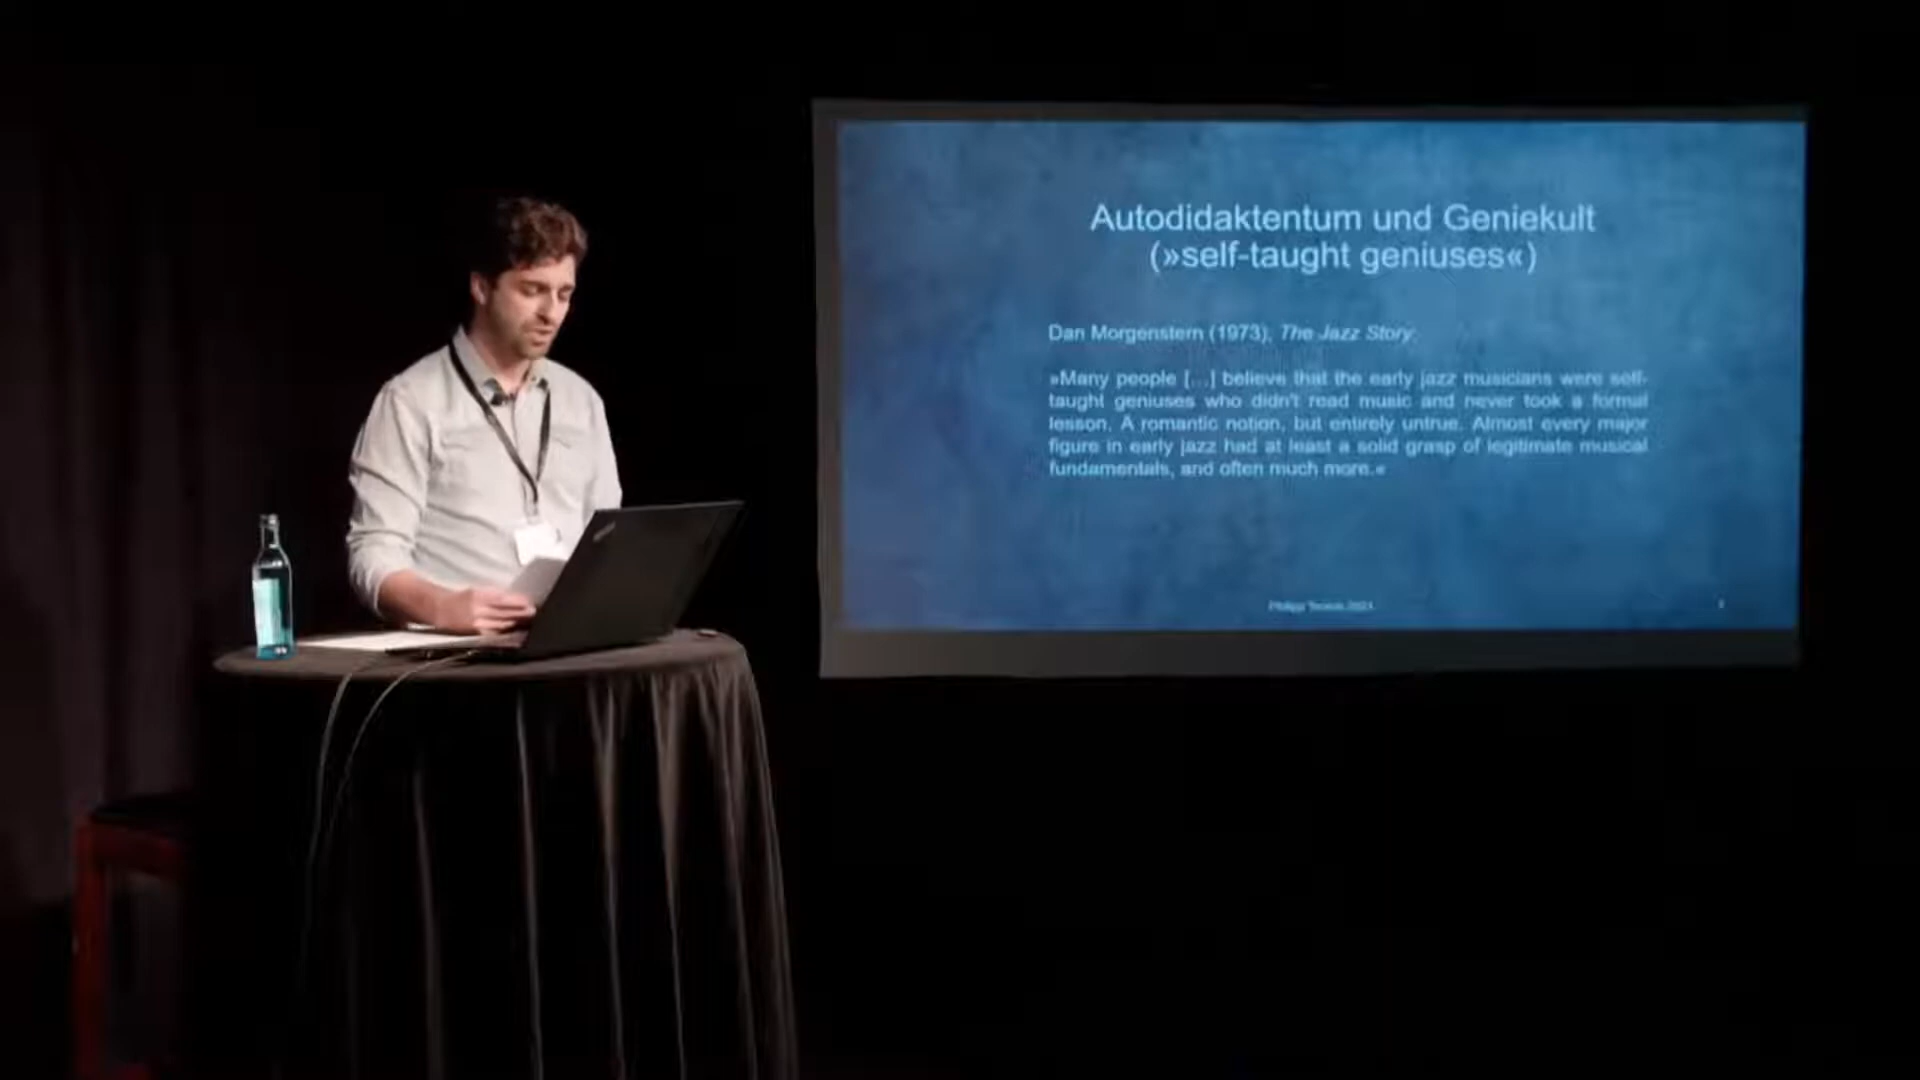 Autodidaktentum und Geniekult
(»self-taught geniuses«)
Dan Morgenstern (1973), The Jazz Story:
»Many people [...] believe that the early jazz musicians were self-
taught geniuses who didn't read music and never took a formal
lesson. A romantic notion, but entirely untrue. Almost every major
figure in early jazz had at least a solid grasp of legitimate musical
fundamentals, and often much more.«
Philipp